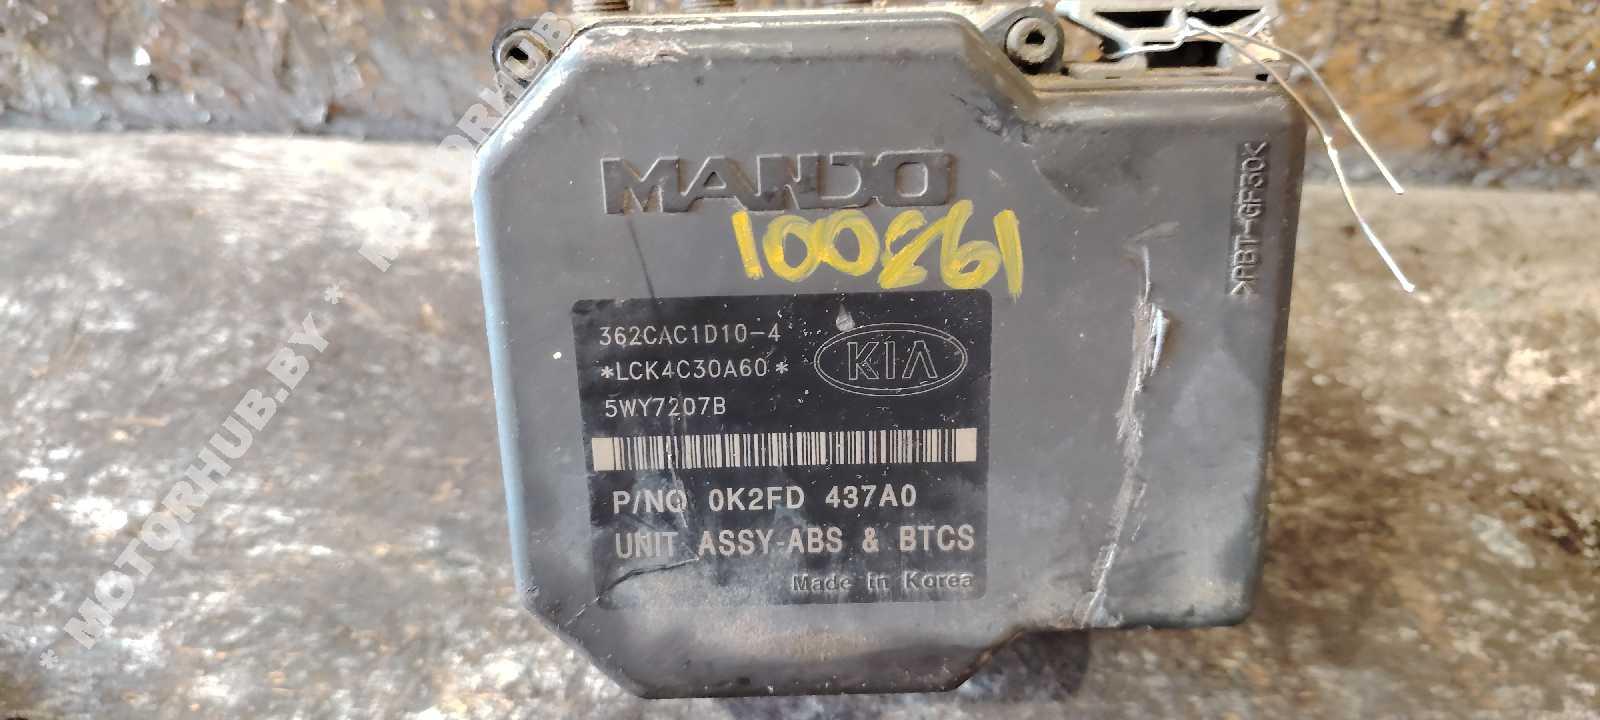 MANDO
100861
>PBT-GF30<
362CAC1D10-4
*LCK4C30A60*
KIA
5WY7207B
P/NO 0K2FD 437A0
UNIT ASSY-ABS & BTCS
Made in Korea
* MOTORHUB.BY * MOTORHUB